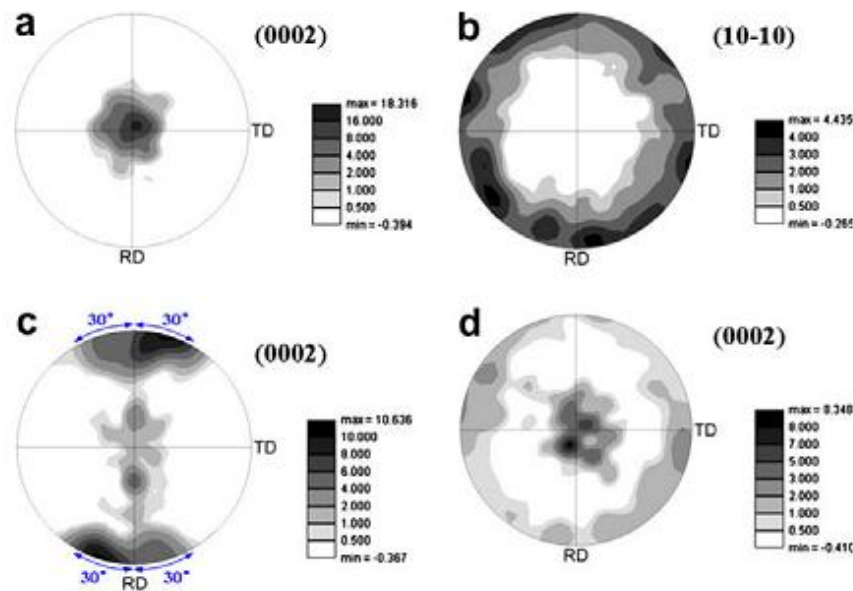 a
(0002)
TD
RD
max = 18.316
16.000
8.000
4.000
2.000
1.000
0.500
min = -0.394
b
(10-10)
TD
RD
max = 4.435
4.000
3.000
2.000
1.000
0.500
min = -0.265
c
30° 30°
(0002)
TD
30° 30°
RD
max = 10.636
10.000
8.000
6.000
4.000
2.000
1.000
0.500
min = -0.367
d
(0002)
TD
RD
max = 8.348
8.000
7.000
5.000
3.000
2.000
1.000
0.500
min = -0.410